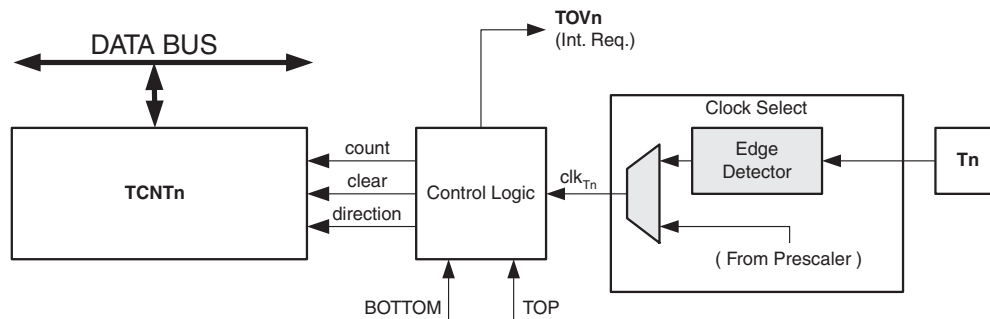 TOVn
(Int. Req.)
DATA BUS
Clock Select
count
Edge
Detector
Tn
TCNTn
clear
Control Logic
clkTn
direction
( From Prescaler )
BOTTOM
TOP